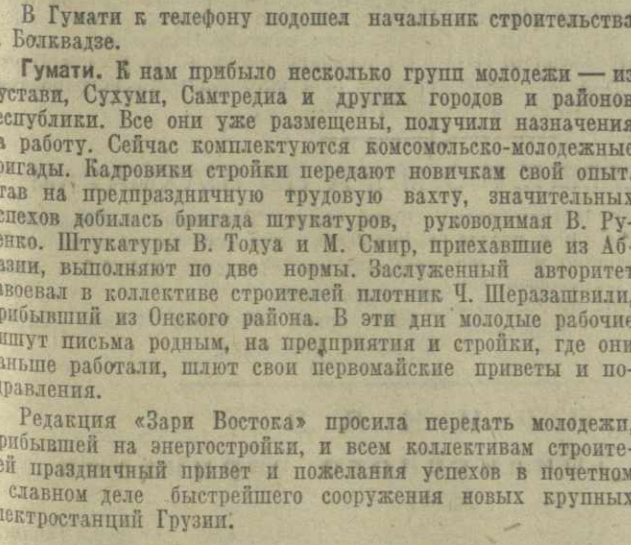 В Гумати к телефону подошел начальник строительства
Болквадзе.
Гумати. К нам прибыло несколько групп молодежи — из
устави, Сухуми, Самтредиа и других городов и районов
еспублики. Все они уже размещены, получили назначения
а работу. Сейчас комплектуются комсомольско-молодежные
ригады. Кадровики стройки передают новичкам свой опыт.
тав на предпраздничную трудовую вахту, значительных
спехов добилась бригада штукатуров, руководимая В. Ру-
енко. Штукатуры В. Тодуа и М. Смир, приехавшие из Аб-
азии, выполняют по две нормы. Заслуженный авторитет
авоевал в коллективе строителей плотник Ч. Шеразашвили,
рибывший из Онского района. В эти дни молодые рабочие
ишут письма родным, на предприятия и стройки, где они
аньше работали, шлют свои первомайские приветы и по-
дравления.
Редакция «Зари Востока» просила передать молодежи,
рибывшей на энергостройки, и всем коллективам строите-
ей праздничный привет и пожелания успехов в почетном
славном деле быстрейшего сооружения новых крупных
лектростанций Грузии.